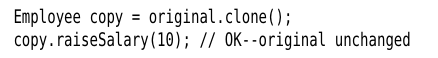 Employee copy = original.clone();
copy.raiseSalary(10); // OK--original unchanged